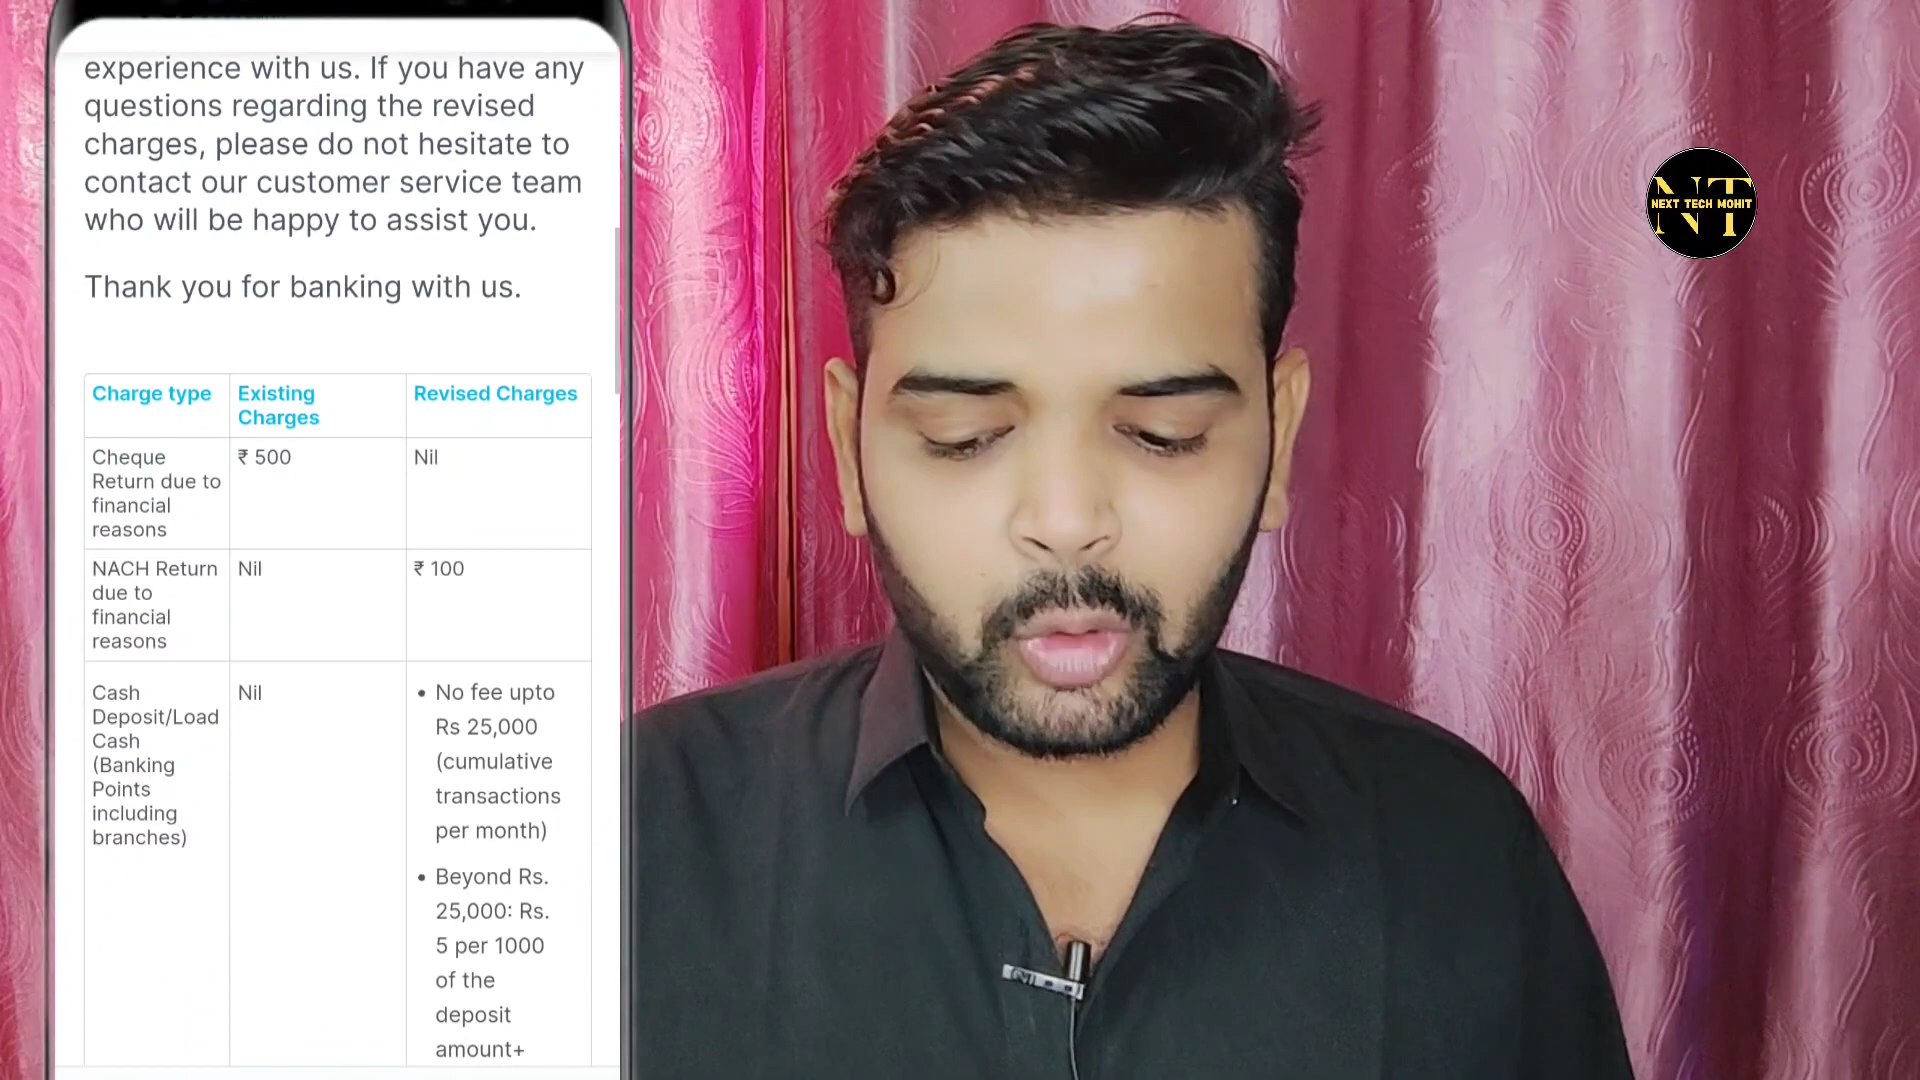 experience with us. If you have any
questions regarding the revised
charges, please do not hesitate to
contact our customer service team
who will be happy to assist you.
Thank you for banking with us.
Charge type
Existing
Charges
Revised Charges
Cheque
Return due to
financial
reasons
₹ 500
Nil
NACH Return
due to
financial
reasons
Nil
₹ 100
Cash
Deposit/Load
Cash
(Banking
Points
including
branches)
Nil
• No fee upto
Rs 25,000
(cumulative
transactions
per month)
• Beyond Rs.
25,000: Rs.
5 per 1000
of the
deposit
amount+
NT
NEXT TECH MOHIT